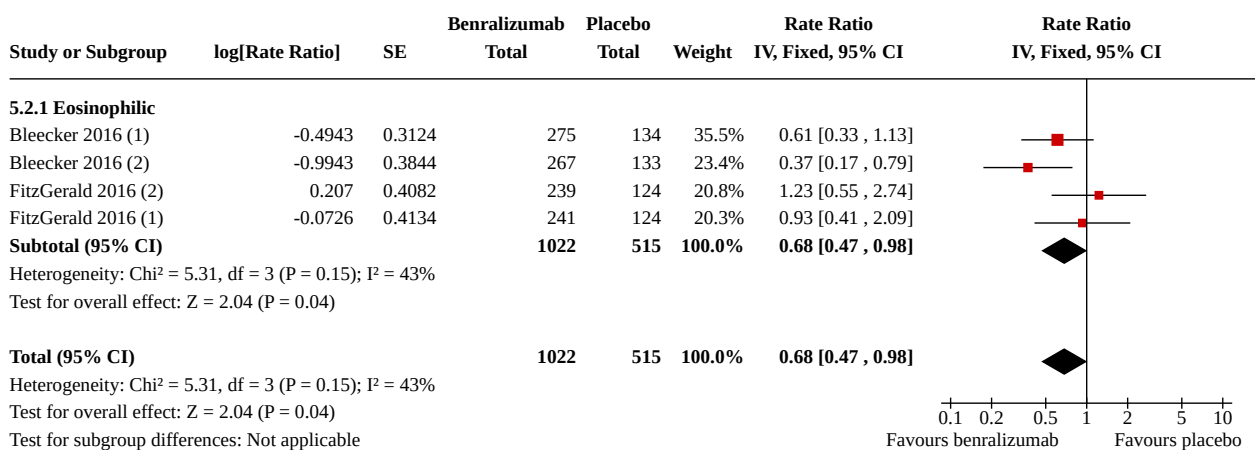 Benralizumab Placebo Rate Ratio Rate Ratio
Study or Subgroup log[Rate Ratio] SE Total Total Weight IV, Fixed, 95% CI IV, Fixed, 95% CI
5.2.1 Eosinophilic
Bleecker 2016 (1) -0.4943 0.3124 275 134 35.5% 0.61 [0.33 , 1.13]
Bleecker 2016 (2) -0.9943 0.3844 267 133 23.4% 0.37 [0.17 , 0.79]
FitzGerald 2016 (2) 0.207 0.4082 239 124 20.8% 1.23 [0.55 , 2.74]
FitzGerald 2016 (1) -0.0726 0.4134 241 124 20.3% 0.93 [0.41 , 2.09]
Subtotal (95% CI) 1022 515 100.0% 0.68 [0.47 , 0.98]
Heterogeneity: Chi² = 5.31, df = 3 (P = 0.15); I² = 43%
Test for overall effect: Z = 2.04 (P = 0.04)
Total (95% CI) 1022 515 100.0% 0.68 [0.47 , 0.98]
Heterogeneity: Chi² = 5.31, df = 3 (P = 0.15); I² = 43%
Test for overall effect: Z = 2.04 (P = 0.04) 0.1 0.2 0.5 1 2 5 10
Test for subgroup differences: Not applicable Favours benralizumab Favours placebo